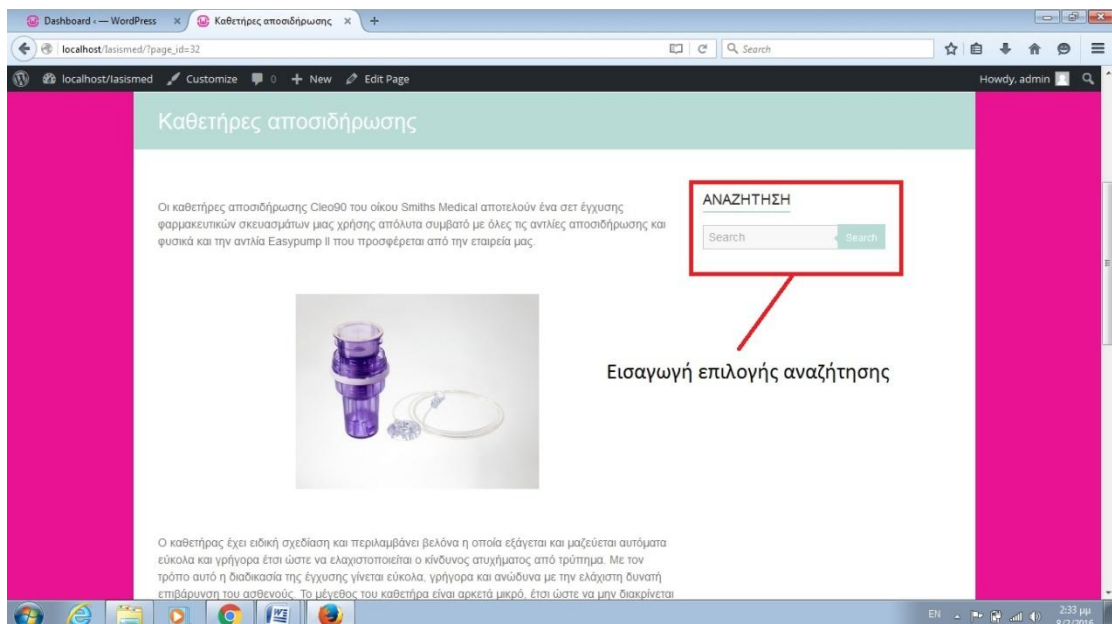 Dashboard ‹ — WordPress
Καθετήρες αποσιδήρωσης
localhost/Iasismed/?page_id=32
Search
localhost/Iasismed Customize 0 New Edit Page Howdy, admin
Καθετήρες αποσιδήρωσης
Οι καθετήρες αποσιδήρωσης Cleo90 του οίκου Smiths Medical αποτελούν ένα σετ έγχυσης
φαρμακευτικών σκευασμάτων μιας χρήσης απόλυτα συμβατό με όλες τις αντλίες αποσιδήρωσης και
φυσικά και την αντλία Easypump II που προσφέρεται από την εταιρεία μας.
ΑΝΑΖΗΤΗΣΗ
Search Search
Εισαγωγή επιλογής αναζήτησης
Ο καθετήρας έχει ειδική σχεδίαση και περιλαμβάνει βελόνα η οποία εξάγεται και μαζεύεται αυτόματα
εύκολα και γρήγορα έτσι ώστε να ελαχιστοποιείται ο κίνδυνος ατυχήματος από τρύπημα. Με τον
τρόπο αυτό η διαδικασία της έγχυσης γίνεται εύκολα, γρήγορα και ανώδυνα με την ελάχιστη δυνατή
επιβάρυνση του ασθενούς. Το μέγεθος του καθετήρα είναι αρκετά μικρό, έτσι ώστε να μην διακρίνεται
EN
2:33 μμ
8/2/2016